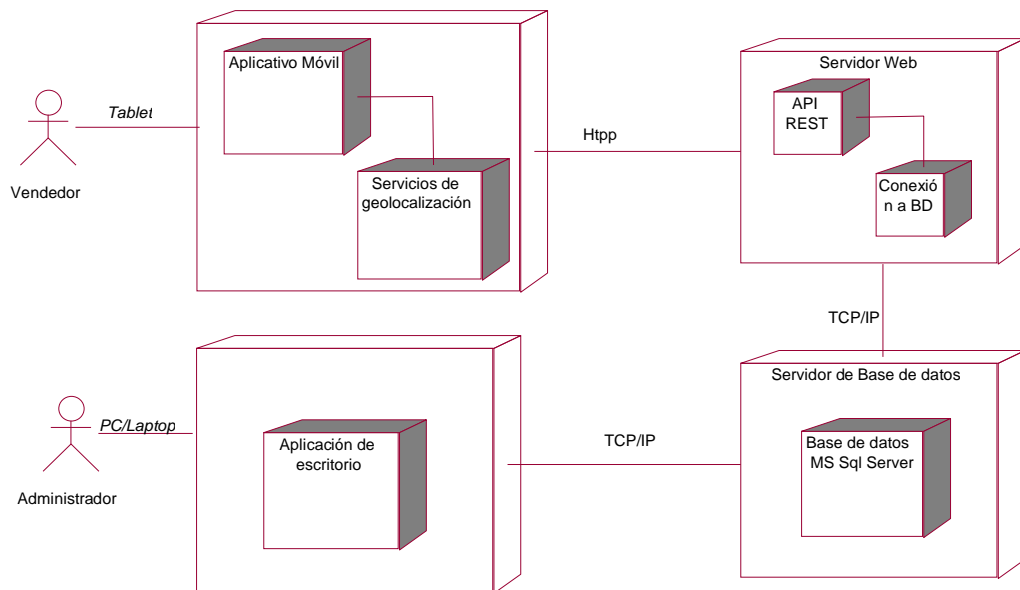 Aplicativo Móvil
Servidor Web
API
REST
Tablet
Htpp
Vendedor
Servicios de
geolocalización
Conexió
n a BD
TCP/IP
Servidor de Base de datos
PC/Laptop
Aplicación de
escritorio
TCP/IP
Base de datos
MS Sql Server
Administrador